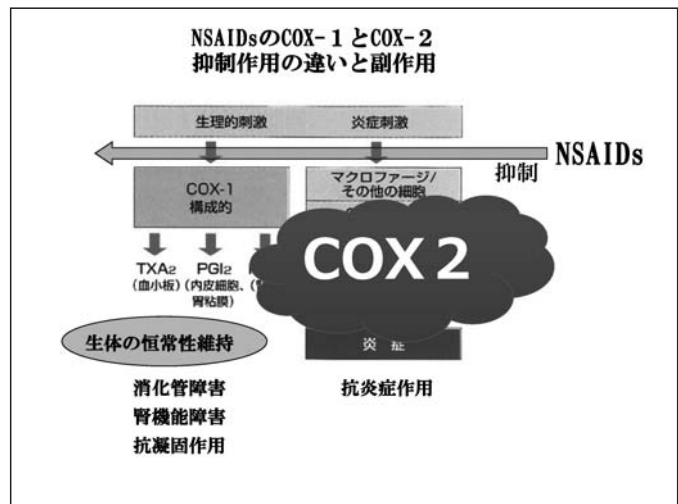 NSAIDsのCOX-1とCOX-2
抑制作用の違いと副作用
生理的刺激
炎症刺激
NSAIDs
抑制
COX-1
構成的
マクロファージ/
その他の細胞
COX 2
TXA2
(血小板)
PGI2
(内皮細胞、
胃粘膜)
生体の恒常性維持
炎 症
消化管障害
腎機能障害
抗凝固作用
抗炎症作用